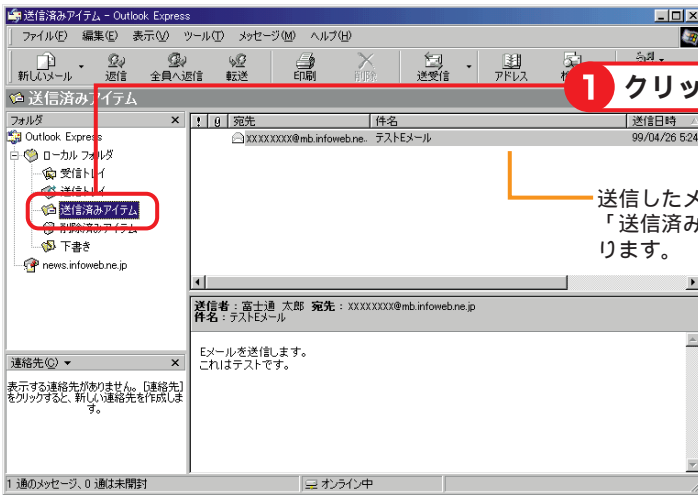 送信済みアイテム - Outlook Express
ファイル(F) 編集(E) 表示(V) ツール(T) メッセージ(M) ヘルプ(H)
新しいメール 返信 全員へ返信 転送 印刷 削除 送受信 アドレス
1 クリッ
送信済みアイテム
フォルダ
Outlook Express
ローカル フォルダ
受信トレイ
送信トレイ
送信済みアイテム
削除済みアイテム
下書き
news.infoweb.ne.jp
! 宛先 件名 送信日時
XXXXXXXX@mb.infoweb.ne.. テストEメール 99/04/26 5:24
送信したメ
「送信済み
ります。
送信者：富士通 太郎 宛先：XXXXXXXX@mb.infoweb.ne.jp
件名：テストEメール
Eメールを送信します。
これはテストです。
連絡先(C)
表示する連絡先がありません。[連絡先]
をクリックすると、新しい連絡先を作成しま
す。
1 通のメッセージ、0 通は未開封 オンライン中